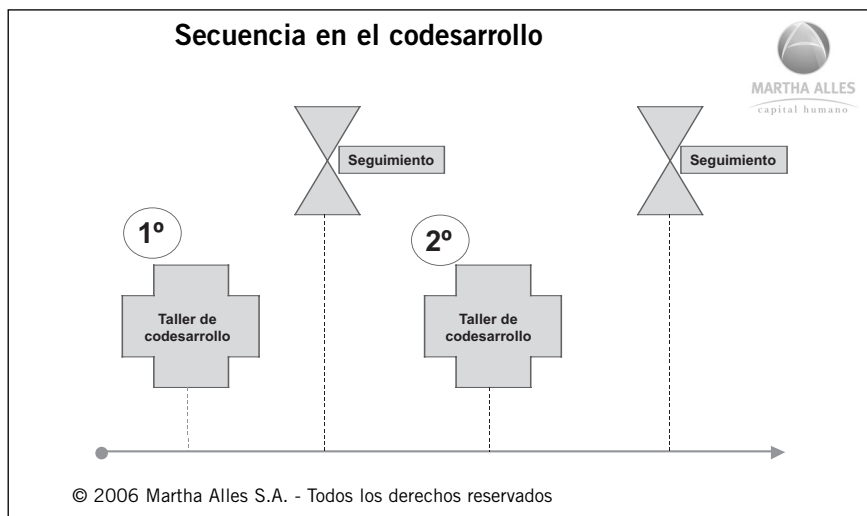 Secuencia en el codesarrollo
MARTHA ALLES
capital humano
Seguimiento
Seguimiento
1º
2º
Taller de
codesarrollo
Taller de
codesarrollo
© 2006 Martha Alles S.A. - Todos los derechos reservados